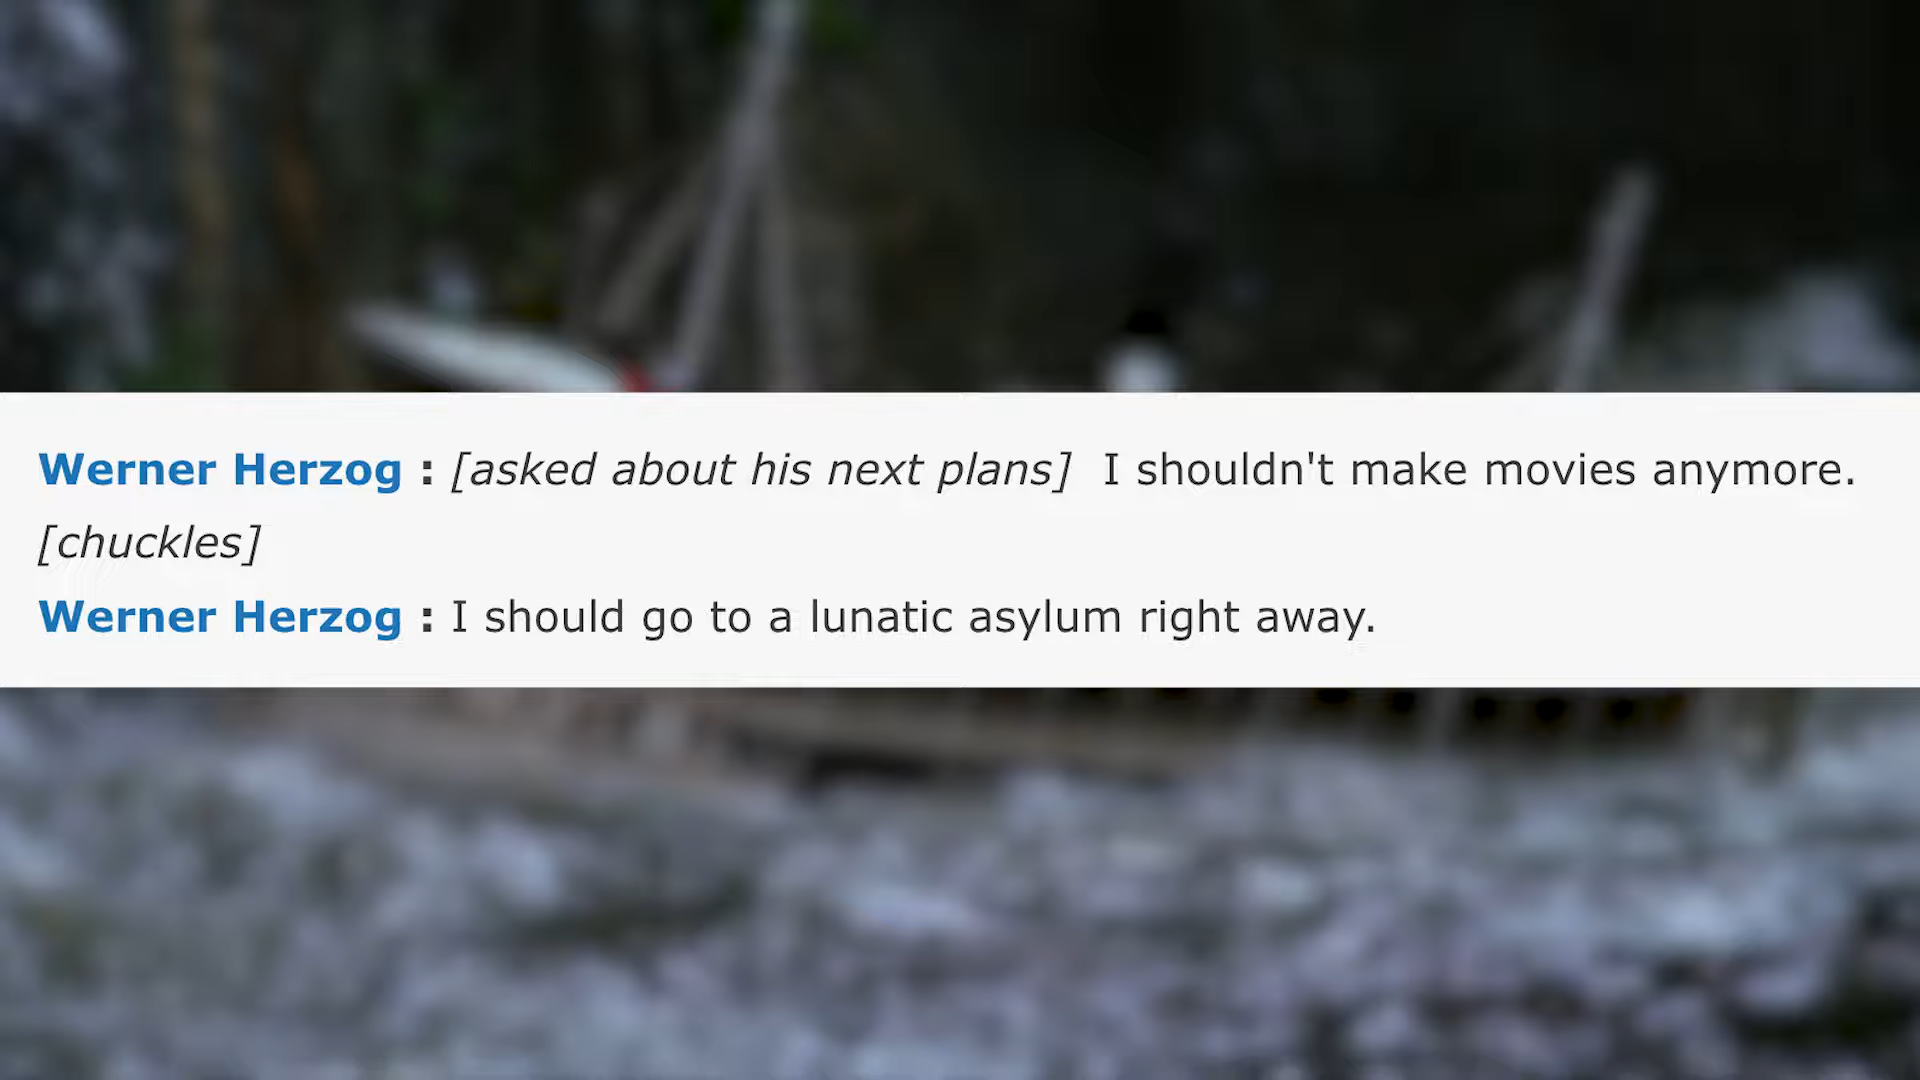 Werner Herzog : [asked about his next plans] I shouldn't make movies anymore.
[chuckles]
Werner Herzog : I should go to a lunatic asylum right away.